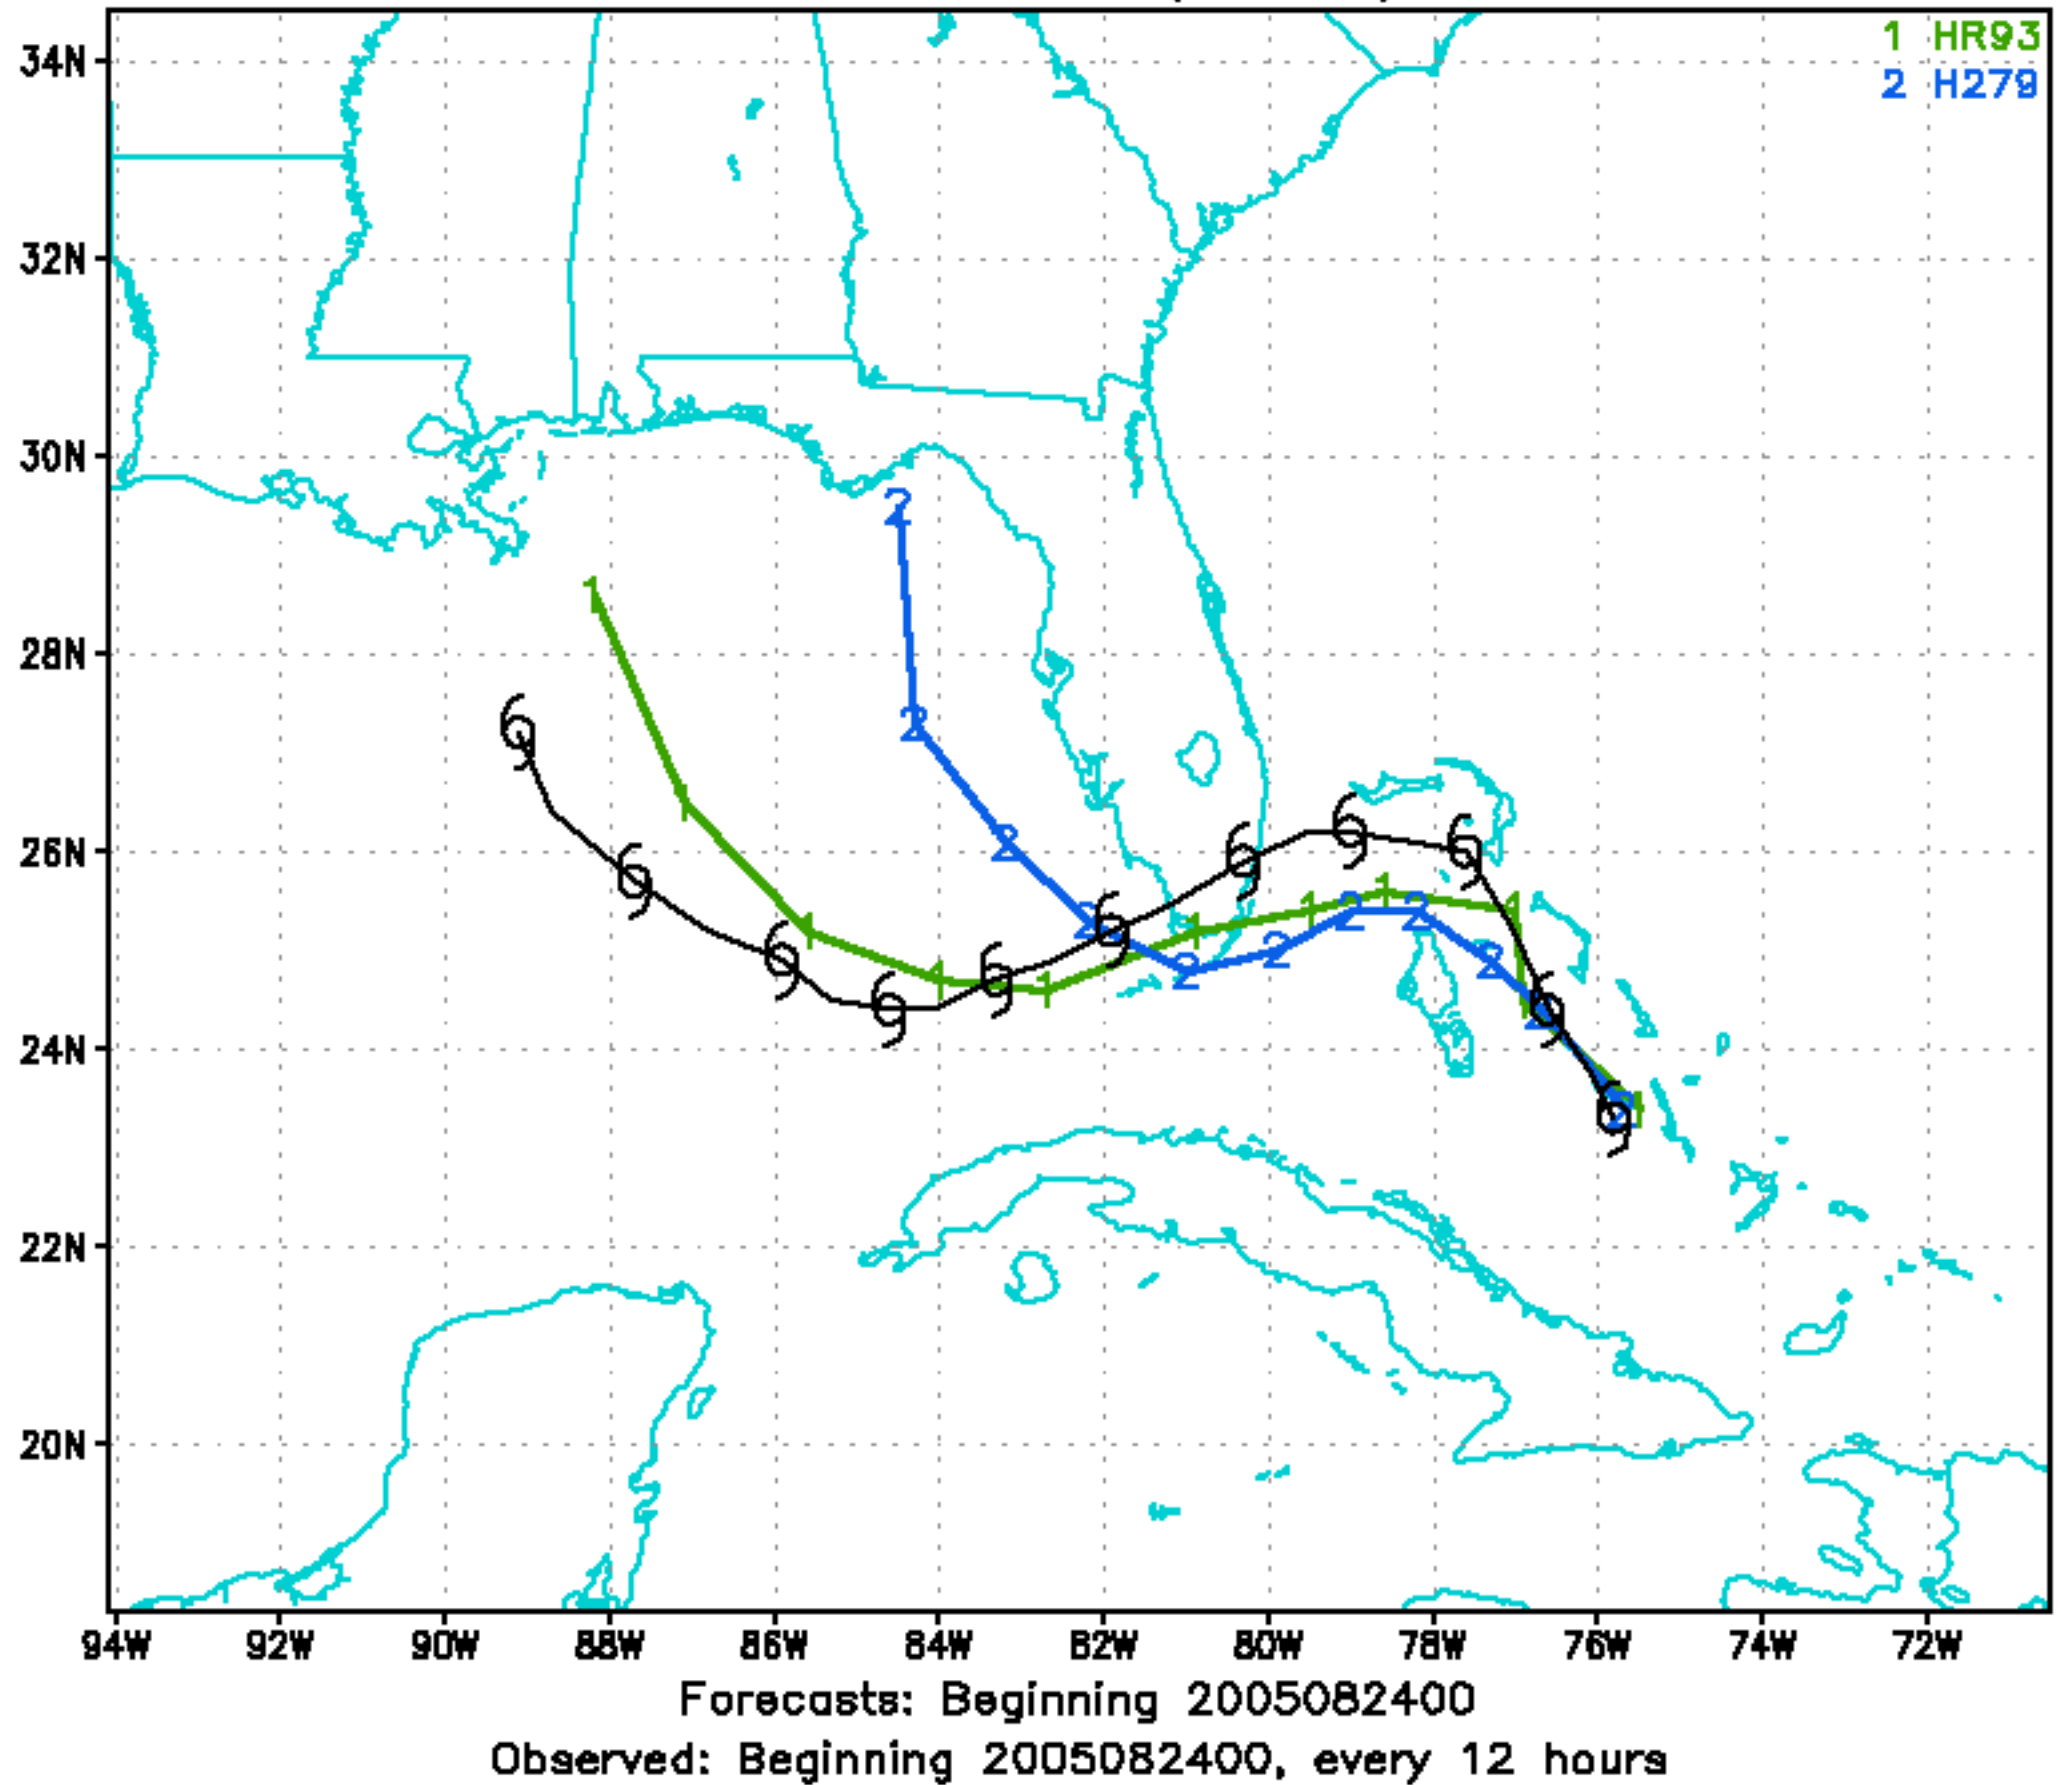 1 HR93
2 H279
34N
32N
30N
28N
26N
24N
22N
20N
94W 92W 90W 88W 86W 84W 82W 80W 78W 76W 74W 72W
Forecasts: Beginning 2005082400
Observed: Beginning 2005082400, every 12 hours